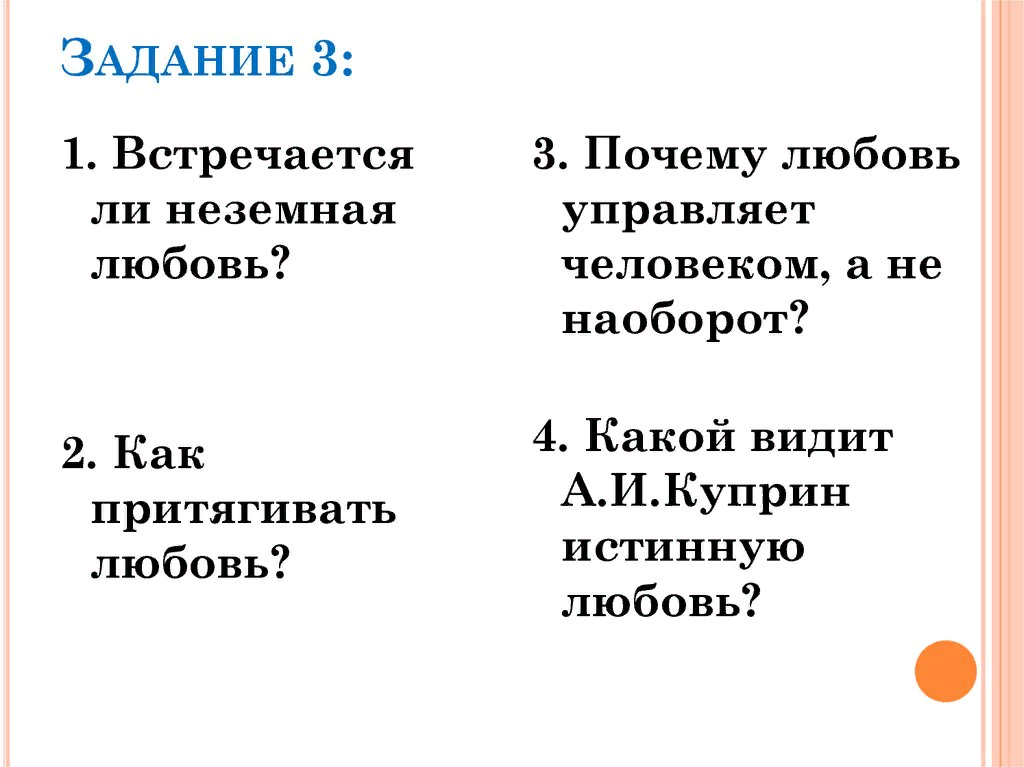 Задание 3:
1. Встречается
ли неземная
любовь?
2. Как
притягивать
любовь?
3. Почему любовь
управляет
человеком, а не
наоборот?
4. Какой видит
А.И.Куприн
истинную
любовь?